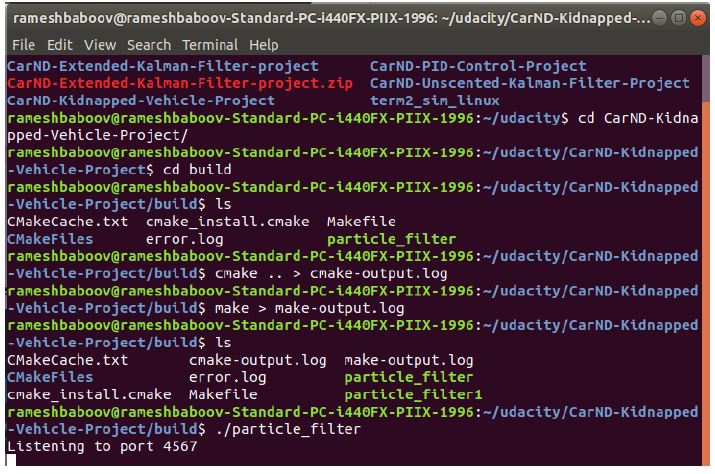 rameshbaboov@rameshbaboov-Standard-PC-i440FX-PIIX-1996: ~/udacity/CarND-Kidnapped-...
File Edit View Search Terminal Help
CarND-Extended-Kalman-Filter-project CarND-PID-Control-Project
CarND-Extended-Kalman-Filter-project.zip CarND-Unscented-Kalman-Filter-Project
CarND-Kidnapped-Vehicle-Project term2_sim_linux
rameshbaboov@rameshbaboov-Standard-PC-i440FX-PIIX-1996:~/udacity$ cd CarND-Kidna
pped-Vehicle-Project/
rameshbaboov@rameshbaboov-Standard-PC-i440FX-PIIX-1996:~/udacity/CarND-Kidnapped
-Vehicle-Project$ cd build
rameshbaboov@rameshbaboov-Standard-PC-i440FX-PIIX-1996:~/udacity/CarND-Kidnapped
-Vehicle-Project/build$ ls
CMakeCache.txt cmake_install.cmake Makefile
CMakeFiles error.log particle_filter
rameshbaboov@rameshbaboov-Standard-PC-i440FX-PIIX-1996:~/udacity/CarND-Kidnapped
-Vehicle-Project/build$ cmake .. > cmake-output.log
rameshbaboov@rameshbaboov-Standard-PC-i440FX-PIIX-1996:~/udacity/CarND-Kidnapped
-Vehicle-Project/build$ make > make-output.log
rameshbaboov@rameshbaboov-Standard-PC-i440FX-PIIX-1996:~/udacity/CarND-Kidnapped
-Vehicle-Project/build$ ls
CMakeCache.txt cmake-output.log make-output.log
CMakeFiles error.log particle_filter
cmake_install.cmake Makefile particle_filter1
rameshbaboov@rameshbaboov-Standard-PC-i440FX-PIIX-1996:~/udacity/CarND-Kidnapped
-Vehicle-Project/build$ ./particle_filter
Listening to port 4567